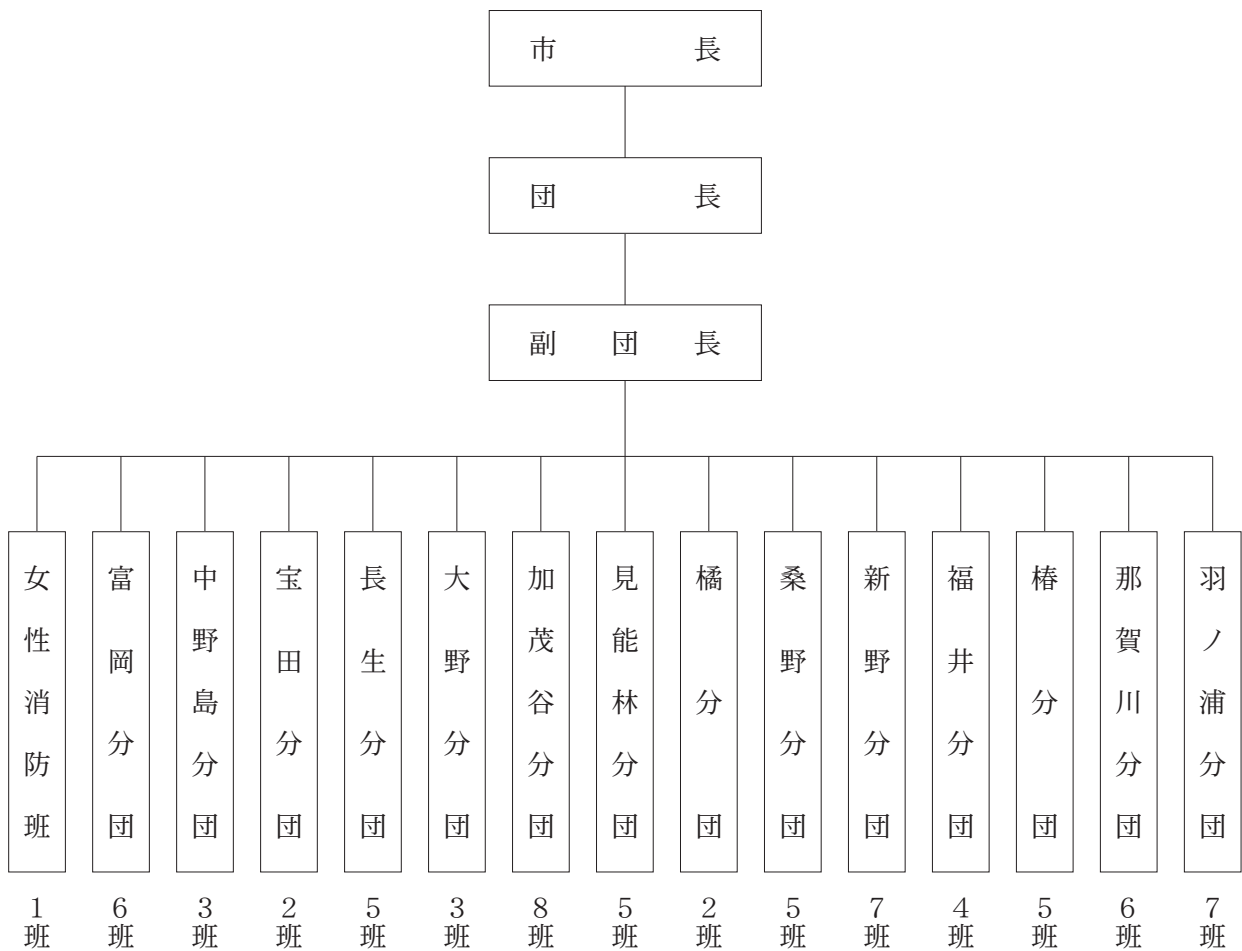 市長
団長
副団長
女性消防班
富岡分団
中野島分団
宝田分団
長生分団
大野分団
加茂谷分団
見能林分団
橘分団
桑野分団
新野分団
福井分団
椿分団
那賀川分団
羽ノ浦分団
1班
6班
3班
2班
5班
3班
8班
5班
2班
5班
7班
4班
5班
6班
7班